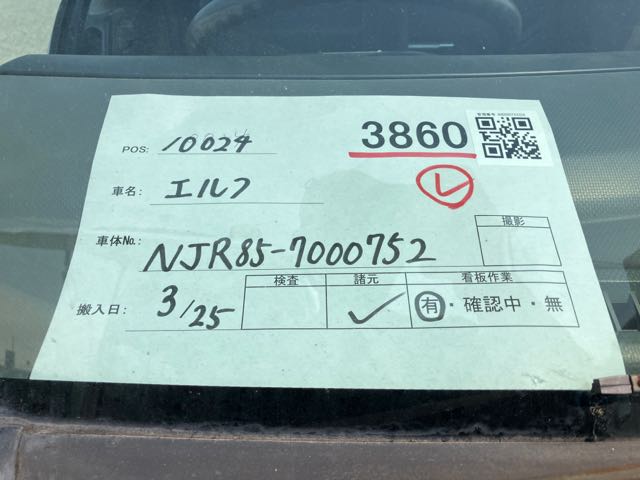 POS: 10024
3860
レ
車名: エルフ
車体No.: NJR85-7000752
撮影
搬入日: 3/25
検査 諸元 看板作業
✓ 有・確認中・無